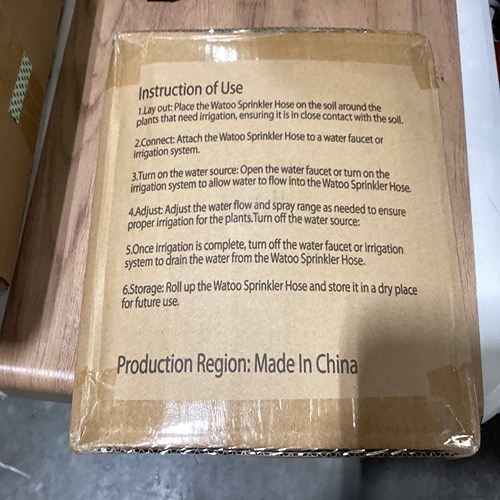 Instruction of Use
1.Lay out: Place the Watoo Sprinkler Hose on the soil around the
plants that need irrigation, ensuring it is in close contact with the soil.
2.Connect: Attach the Watoo Sprinkler Hose to a water faucet or
irrigation system.
3.Turn on the water source: Open the water faucet or turn on the
irrigation system to allow water to flow into the Watoo Sprinkler Hose.
4.Adjust: Adjust the water flow and spray range as needed to ensure
proper irrigation for the plants.Turn off the water source:
5.Once irrigation is complete, turn off the water faucet or irrigation
system to drain the water from the Watoo Sprinkler Hose.
6.Storage: Roll up the Watoo Sprinkler Hose and store it in a dry place
for future use.
Production Region: Made In China